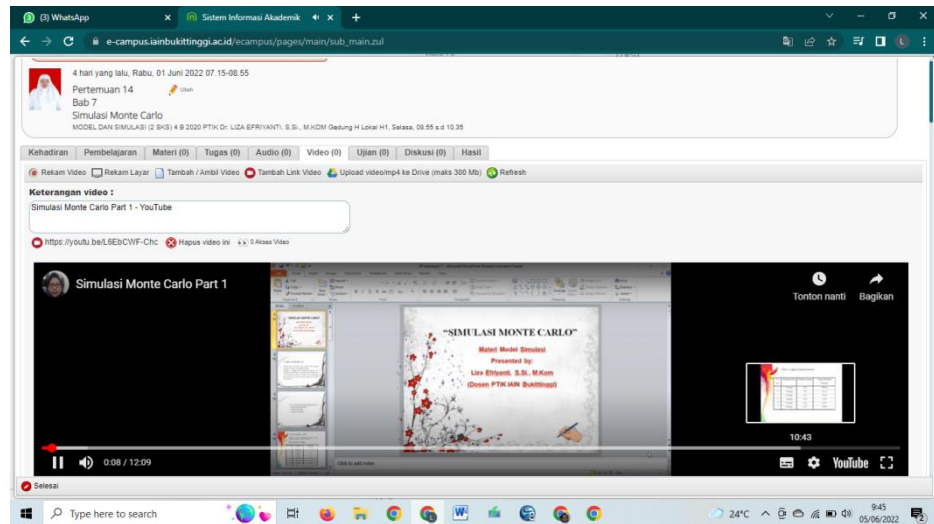 (3) WhatsApp
Sistem Informasi Akademik
e-campus.iainbukittinggi.ac.id/ecampus/pages/main/sub_main.zul
4 hari yang lalu, Rabu, 01 Juni 2022 07.15-08.55
Pertemuan 14
Ubah
Bab 7
Simulasi Monte Carlo
MODEL DAN SIMULASI (2 SKS) 4 B 2020 PTIK Dr. LIZA EFRIYANTI, S.Si., M.KOM Gedung H Lokal H1, Selasa, 08.55 s.d 10.35
Kehadiran Pembelajaran Materi (0) Tugas (0) Audio (0) Video (0) Ujian (0) Diskusi (0) Hasil
Rekam Video Rekam Layar Tambah / Ambil Video Tambah Link Video Upload video/mp4 ke Drive (maks 300 Mb) Refresh
Keterangan video :
Simulasi Monte Carlo Part 1 - YouTube
https://youtu.be/L6EbCWF-Chc Hapus video ini 0 Akses Video
Simulasi Monte Carlo Part 1
Tonton nanti Bagikan
"SIMULASI MONTE CARLO"
Materi Model Simulasi
Presented by:
Liza Efriyanti, S.Si., M.Kom
(Dosen PTIK IAIN Bukittinggi)
10:43
0:08 / 12:09
YouTube
Click to add notes
Selesai
Type here to search
24°C
9:45
05/06/2022